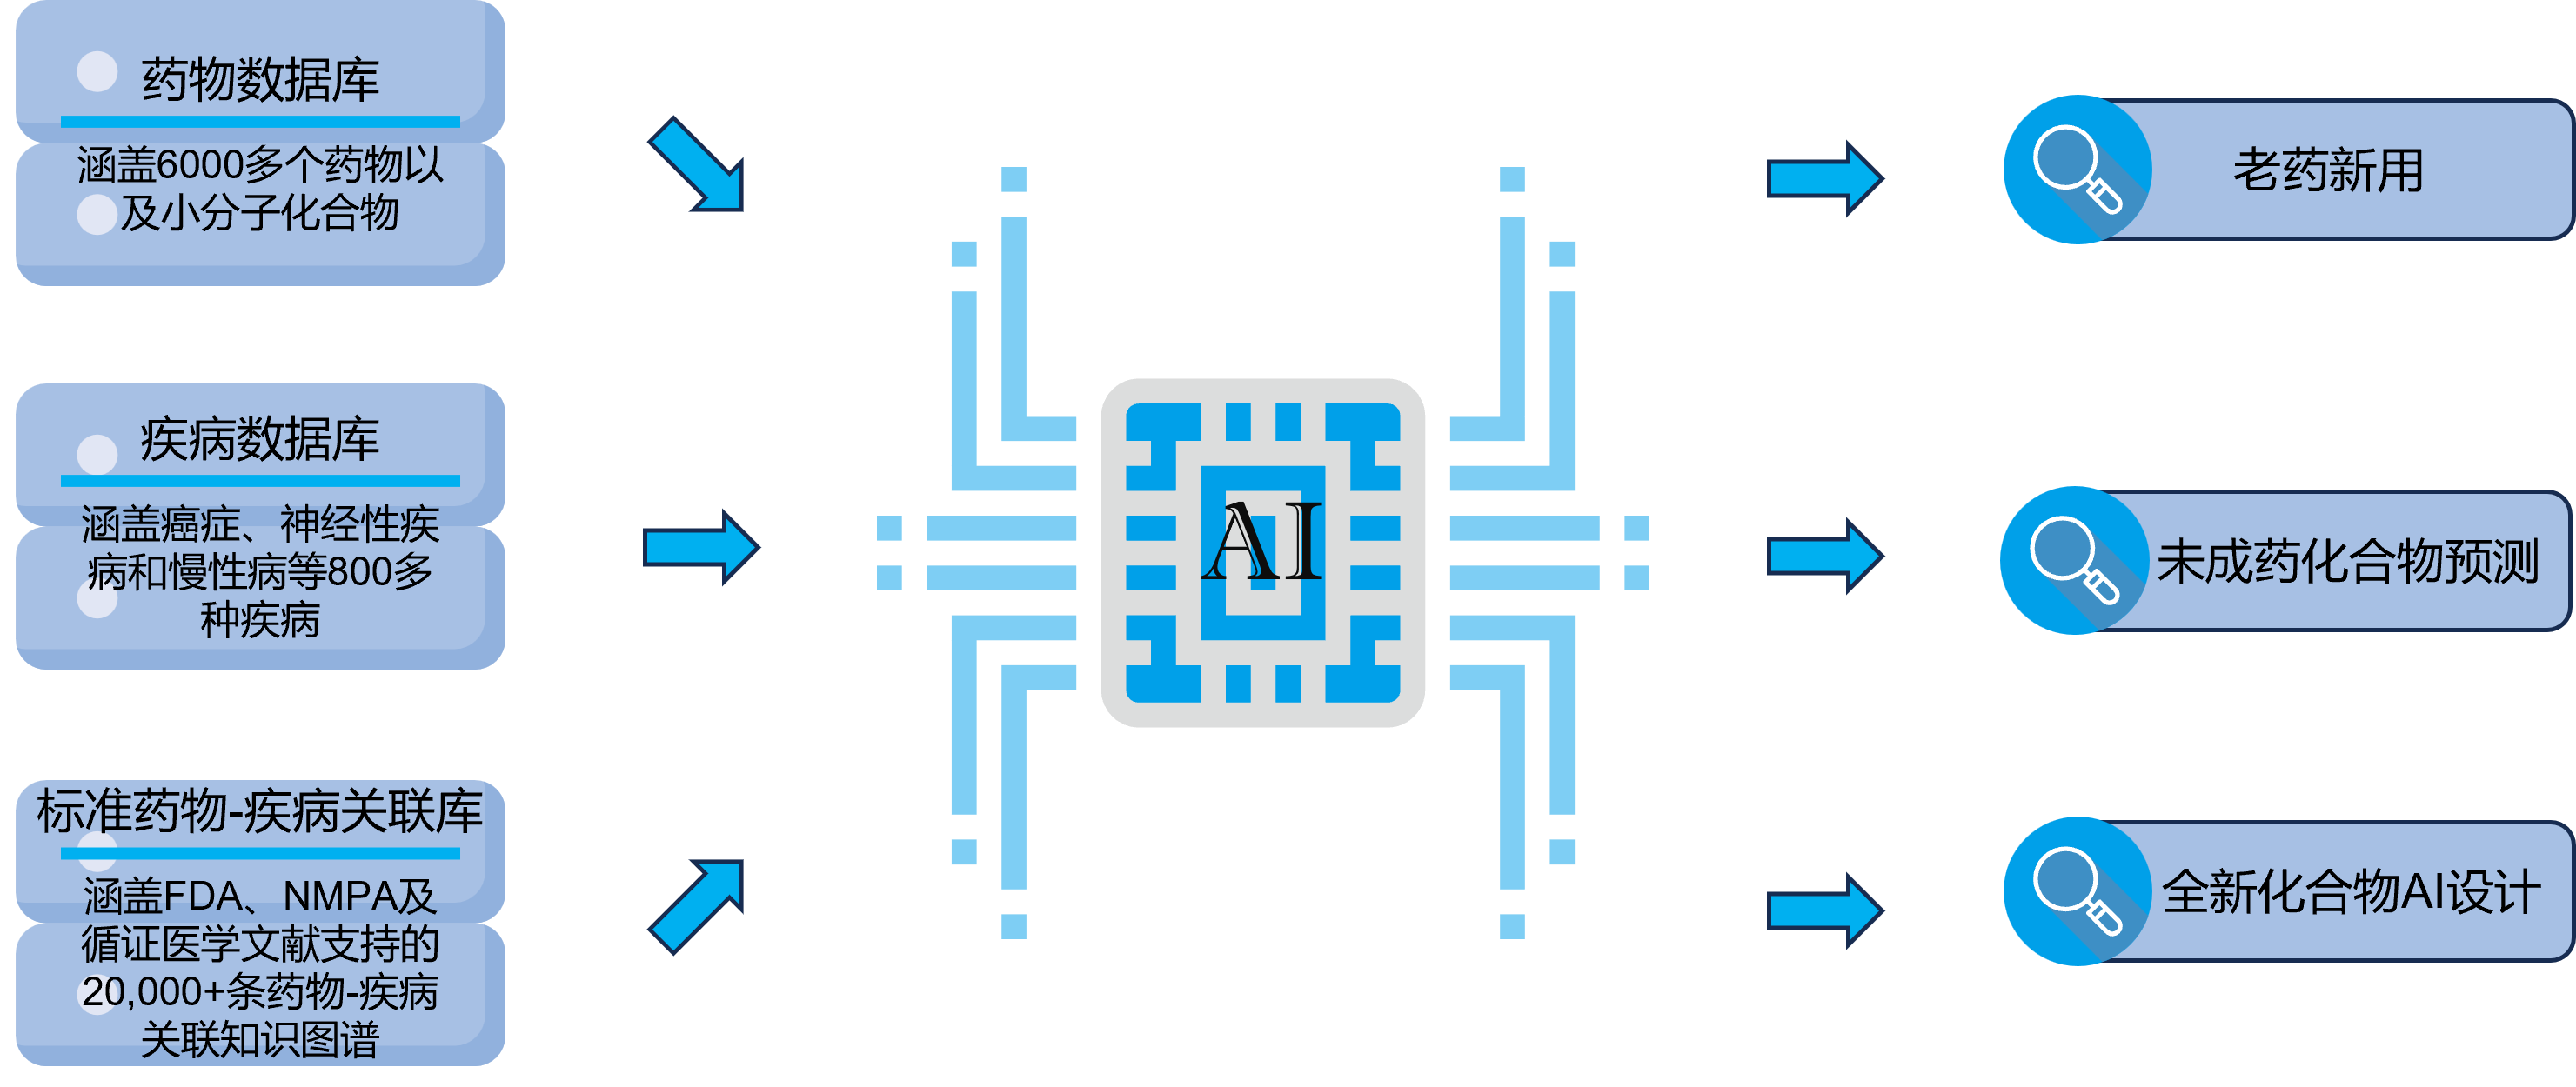 药物数据库
涵盖6000多个药物以
及小分子化合物
疾病数据库
涵盖癌症、神经性疾
病和慢性病等800多
种疾病
标准药物-疾病关联库
涵盖FDA、NMPA及
循证医学文献支持的
20,000+条药物-疾病
关联知识图谱
AI
老药新用
未成药化合物预测
全新化合物AI设计